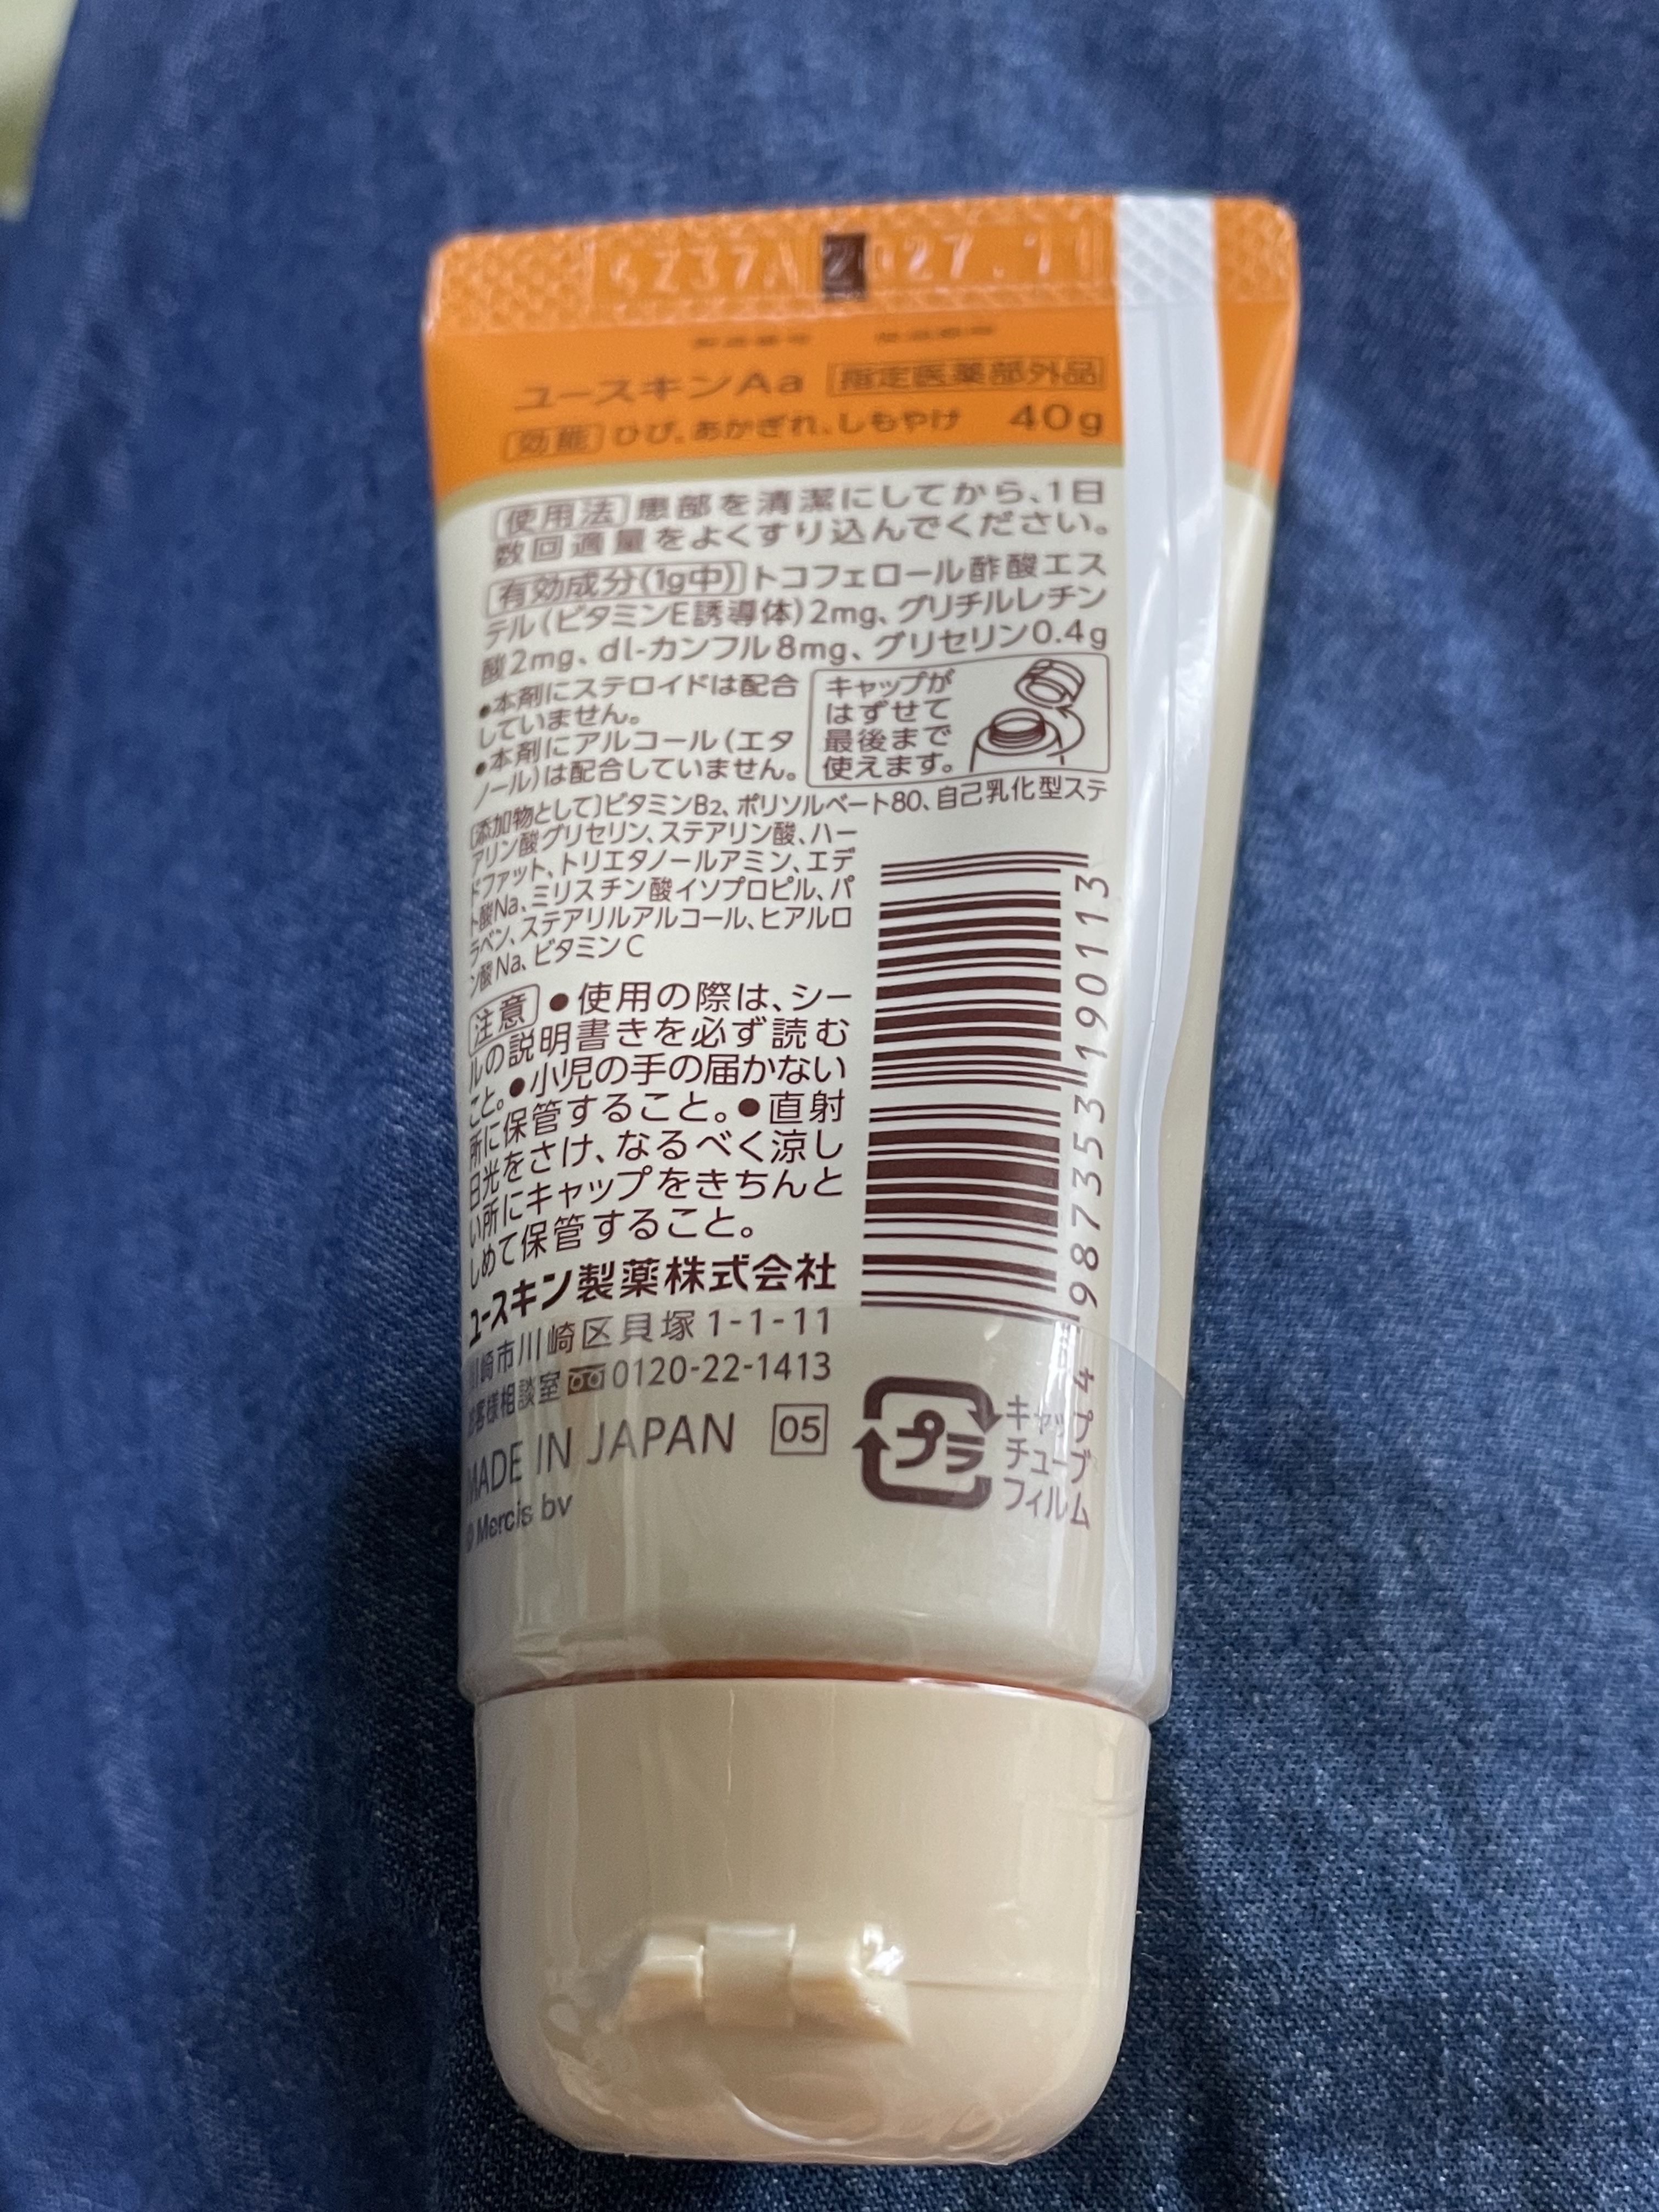 Z37A 2027.11
製造番号 使用期限
ユースキンAa 指定医薬部外品
効能 ひび、あかぎれ、しもやけ 40g
使用法 患部を清潔にしてから、1日
数回適量をよくすり込んでください。
有効成分(1g中) トコフェロール酢酸エス
テル(ビタミンE誘導体)2mg、グリチルレチン
酸2mg、dl-カンフル8mg、グリセリン0.4g
●本剤にステロイドは配合
していません。
●本剤にアルコール(エタ
ノール)は配合していません。
キャップが
はずせて
最後まで
使えます。
〔添加物として〕ビタミンB2、ポリソルベート80、自己乳化型ステ
アリン酸グリセリン、ステアリン酸、ハー
ドファット、トリエタノールアミン、エデ
ト酸Na、ミリスチン酸イソプロピル、パ
ラベン、ステアリルアルコール、ヒアルロ
ン酸Na、ビタミンC
注意 ●使用の際は、シー
ルの説明書きを必ず読む
こと。●小児の手の届かない
所に保管すること。●直射
日光をさけ、なるべく涼し
い所にキャップをきちんと
しめて保管すること。
ユースキン製薬株式会社
川崎市川崎区貝塚1-1-11
お客様相談室 0120-22-1413
MADE IN JAPAN 05
© Mercis bv
4987353190113
プラ
キャップ
チューブ
フィルム